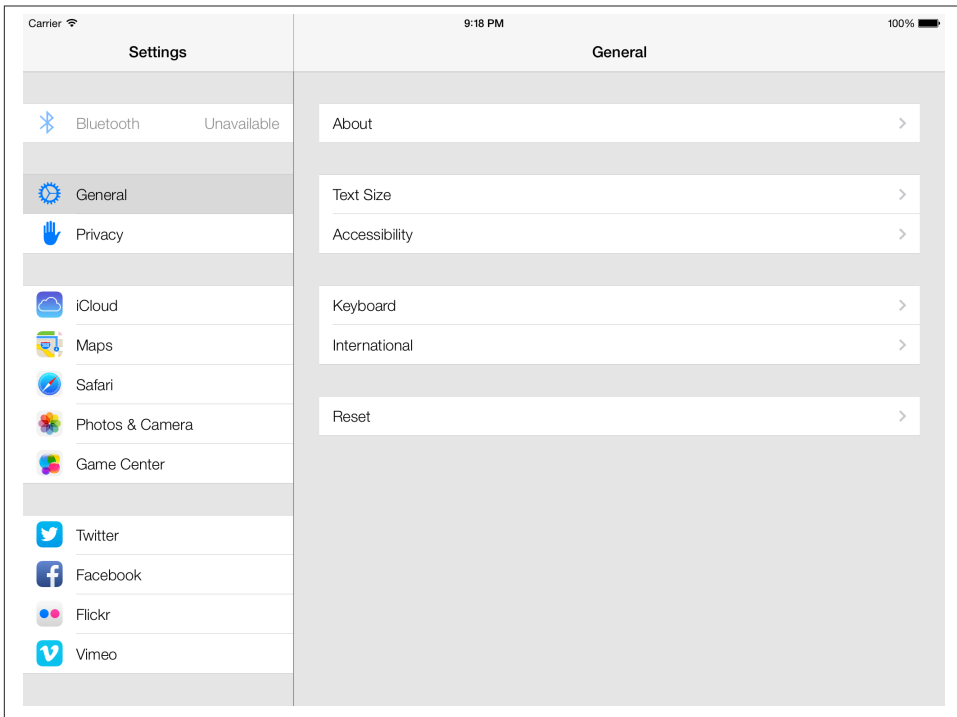 Carrier 9:18 PM 100%
Settings
General
Bluetooth Unavailable
General
Privacy
iCloud
Maps
Safari
Photos & Camera
Game Center
Twitter
Facebook
Flickr
Vimeo
About
Text Size
Accessibility
Keyboard
International
Reset